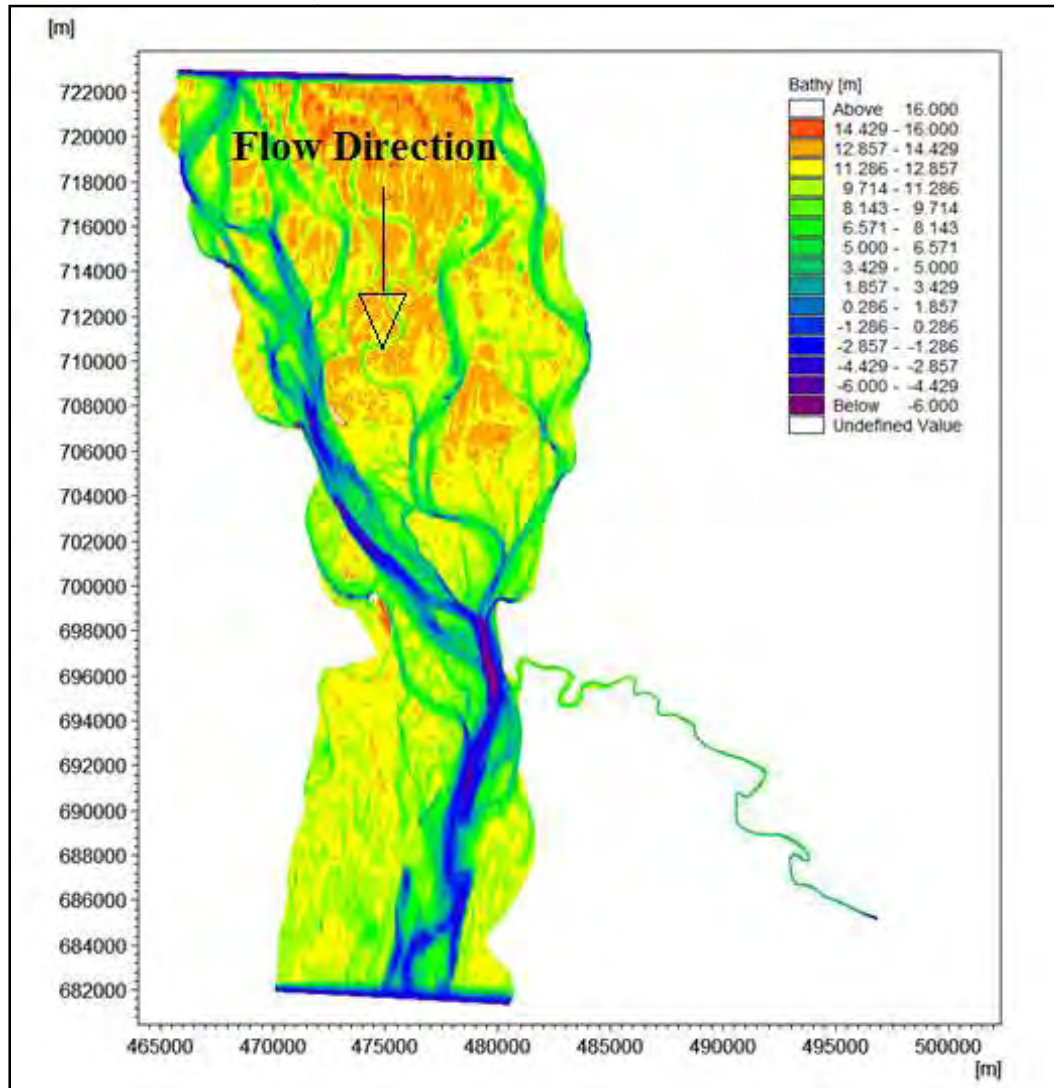 [m]
722000
720000
718000
716000
714000
712000
710000
708000
706000
704000
702000
700000
698000
696000
694000
692000
690000
688000
686000
684000
682000
Flow Direction
Bathy [m]
Above 16.000
14.429 - 16.000
12.857 - 14.429
11.286 - 12.857
9.714 - 11.286
8.143 - 9.714
6.571 - 8.143
5.000 - 6.571
3.429 - 5.000
1.857 - 3.429
0.286 - 1.857
-1.286 - 0.286
-2.857 - -1.286
-4.429 - -2.857
-6.000 - -4.429
Below -6.000
Undefined Value
465000 470000 475000 480000 485000 490000 495000 500000
[m]